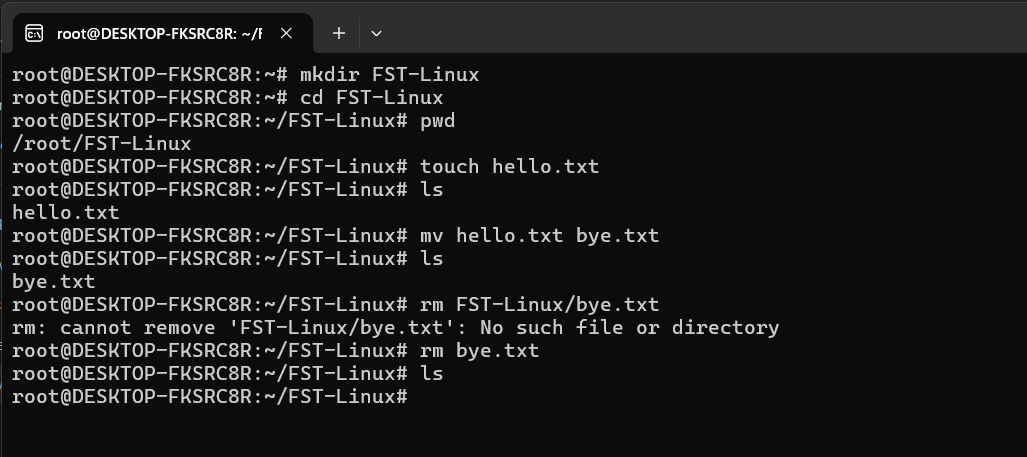 root@DESKTOP-FKSRC8R: ~/F
root@DESKTOP-FKSRC8R:~# mkdir FST-Linux
root@DESKTOP-FKSRC8R:~# cd FST-Linux
root@DESKTOP-FKSRC8R:~/FST-Linux# pwd
/root/FST-Linux
root@DESKTOP-FKSRC8R:~/FST-Linux# touch hello.txt
root@DESKTOP-FKSRC8R:~/FST-Linux# ls
hello.txt
root@DESKTOP-FKSRC8R:~/FST-Linux# mv hello.txt bye.txt
root@DESKTOP-FKSRC8R:~/FST-Linux# ls
bye.txt
root@DESKTOP-FKSRC8R:~/FST-Linux# rm FST-Linux/bye.txt
rm: cannot remove 'FST-Linux/bye.txt': No such file or directory
root@DESKTOP-FKSRC8R:~/FST-Linux# rm bye.txt
root@DESKTOP-FKSRC8R:~/FST-Linux# ls
root@DESKTOP-FKSRC8R:~/FST-Linux#